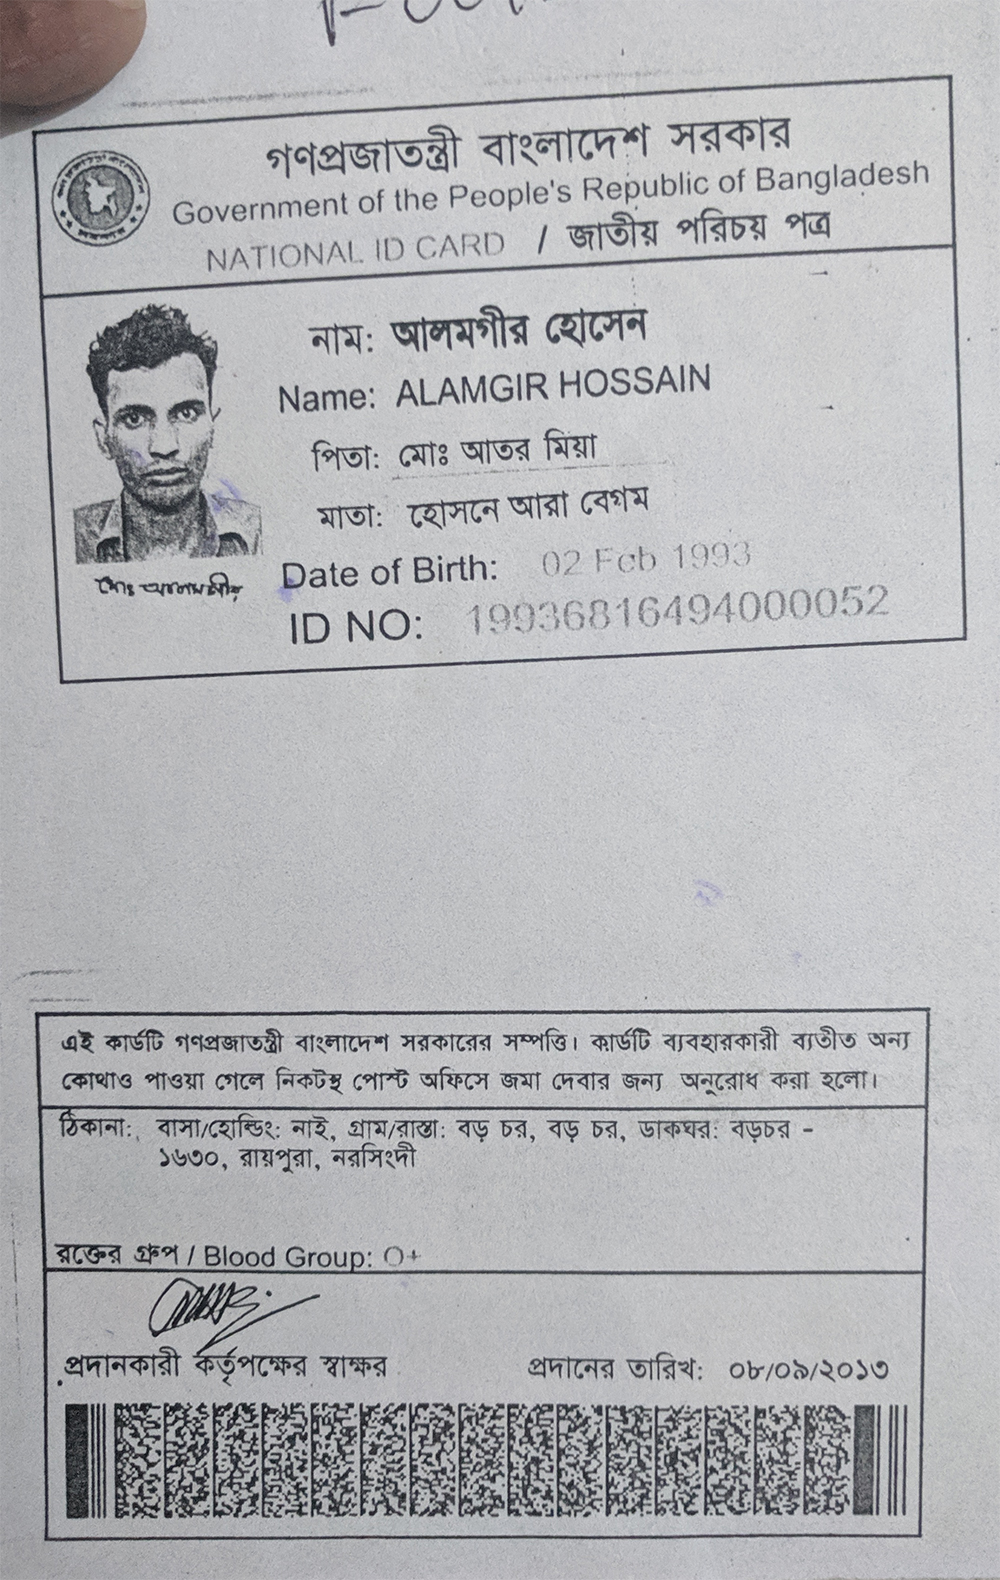 গণপ্রজাতন্ত্রী বাংলাদেশ সরকার
Government of the People's Republic of Bangladesh
NATIONAL ID CARD / জাতীয় পরিচয় পত্র
নাম: আলমগীর হোসেন
Name: ALAMGIR HOSSAIN
পিতা: মোঃ আতর মিয়া
মাতা: হোসনে আরা বেগম
Date of Birth: 02 Feb 1993
মোঃ আলমগীর
ID NO: 19936816494000052
এই কার্ডটি গণপ্রজাতন্ত্রী বাংলাদেশ সরকারের সম্পত্তি। কার্ডটি ব্যবহারকারী ব্যতীত অন্য
কোথাও পাওয়া গেলে নিকটস্থ পোস্ট অফিসে জমা দেবার জন্য অনুরোধ করা হলো।
ঠিকানা: বাসা/হোল্ডিং: নাই, গ্রাম/রাস্তা: বড় চর, বড় চর, ডাকঘর: বড়চর -
১৬৩০, রায়পুরা, নরসিংদী
রক্তের গ্রুপ / Blood Group: O+
প্রদানকারী কর্তৃপক্ষের স্বাক্ষর প্রদানের তারিখ: ০৮/০৯/২০১৩